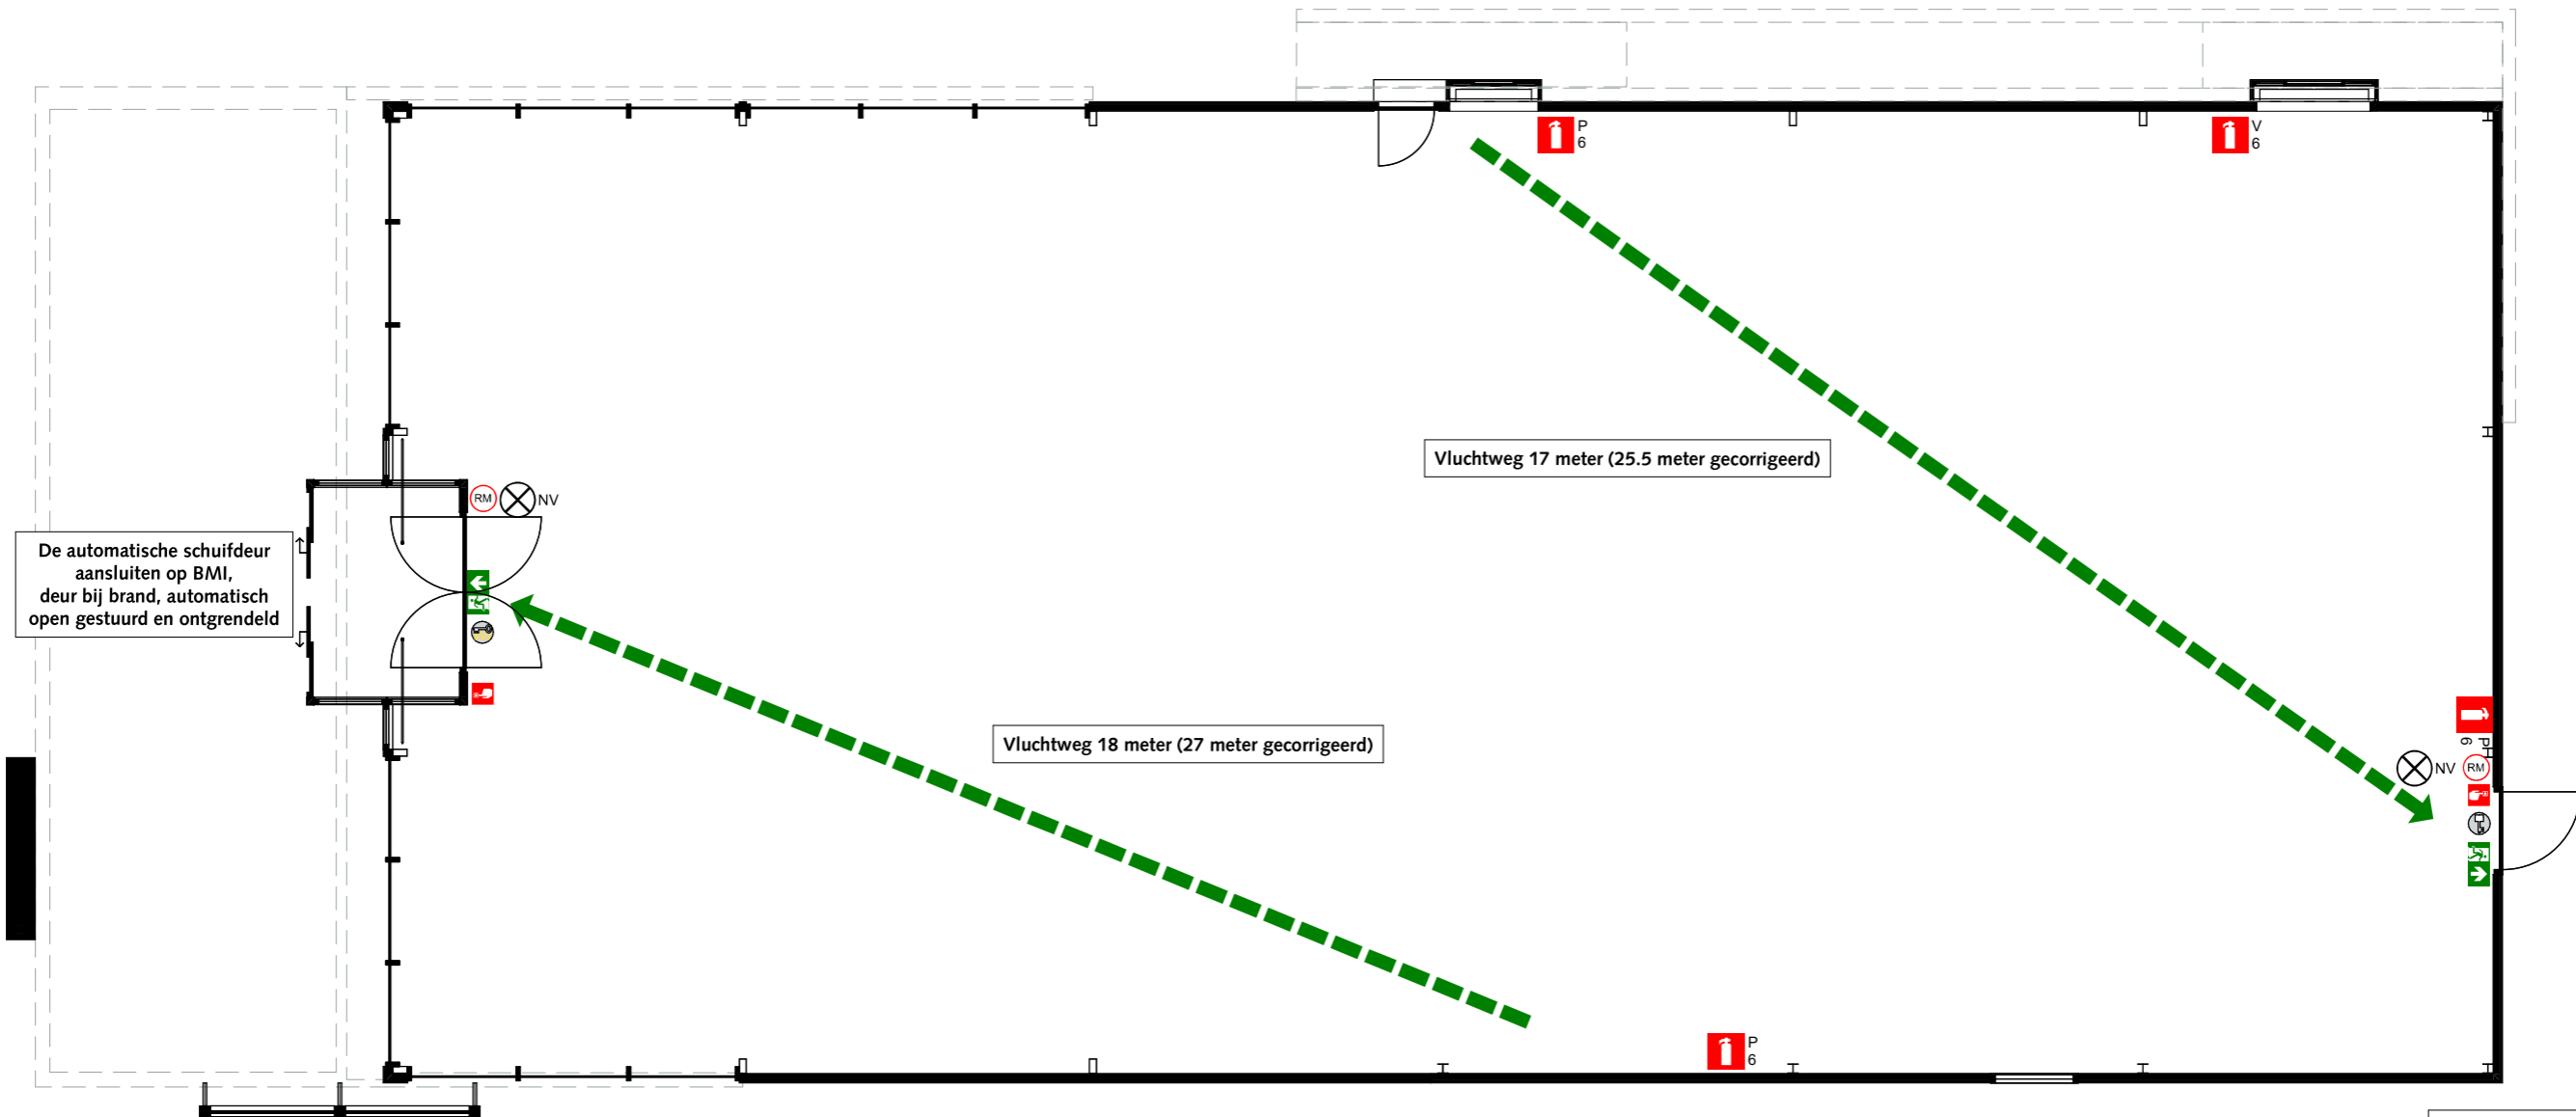 P
6
V
6
Vluchtweg 17 meter (25.5 meter gecorrigeerd)
RM
NV
De automatische schuifdeur
aansluiten op BMI,
deur bij brand, automatisch
open gestuurd en ontgrendeld
P
6
NV
RM
Vluchtweg 18 meter (27 meter gecorrigeerd)
P
6